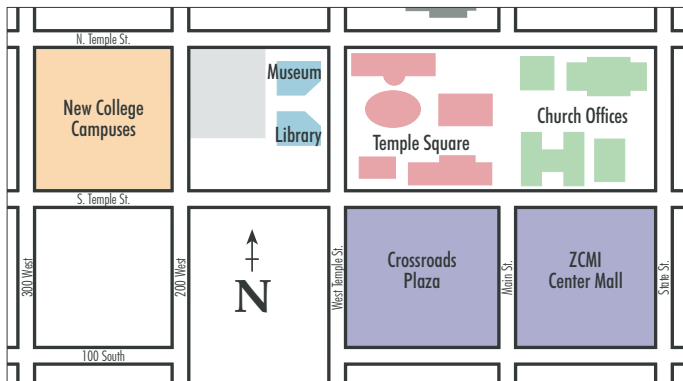 N. Temple St.
New College
Campuses
Museum
Library
Temple Square
Church Offices
S. Temple St.
300 West
200 West
N
West Temple St.
Crossroads
Plaza
Main St.
ZCMI
Center Mall
State St.
100 South